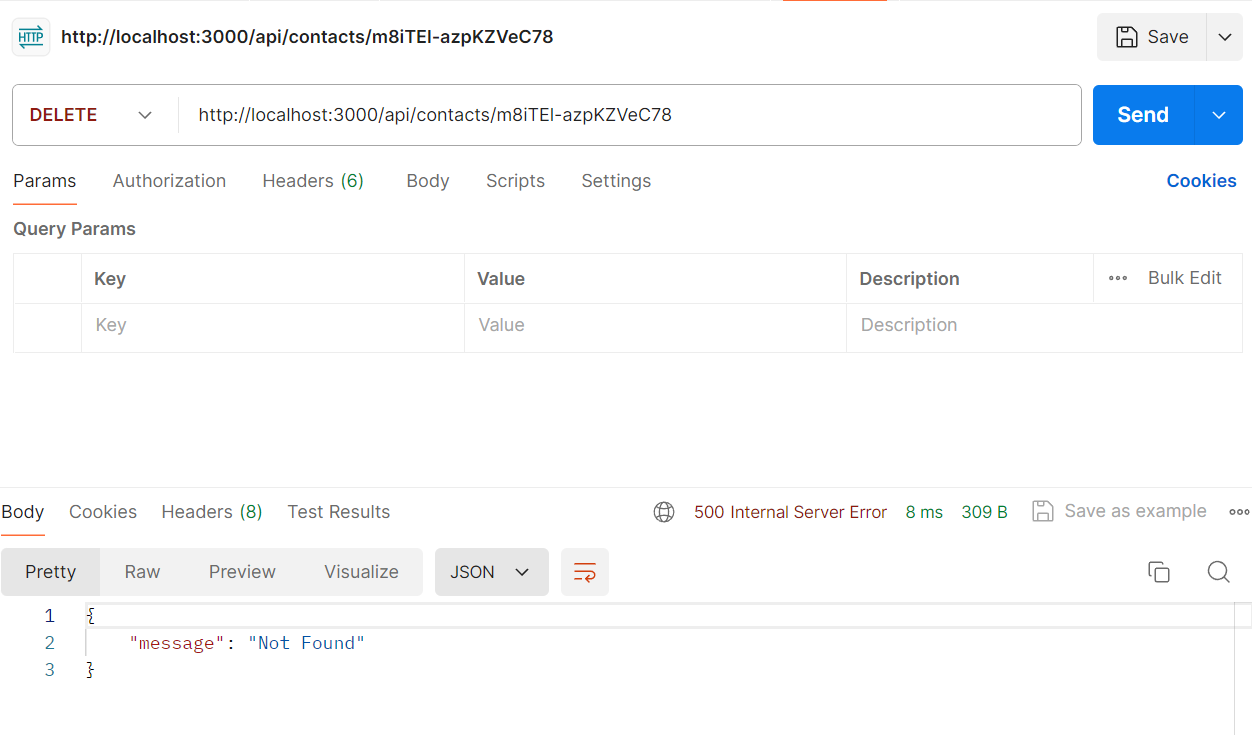 HTTP http://localhost:3000/api/contacts/m8iTEI-azpKZVeC78 Save
DELETE http://localhost:3000/api/contacts/m8iTEI-azpKZVeC78 Send
Params Authorization Headers (6) Body Scripts Settings Cookies
Query Params
Key Value Description Bulk Edit
Key Value Description
Body Cookies Headers (8) Test Results 500 Internal Server Error 8 ms 309 B Save as example
Pretty Raw Preview Visualize JSON
1 {
2 "message": "Not Found"
3 }